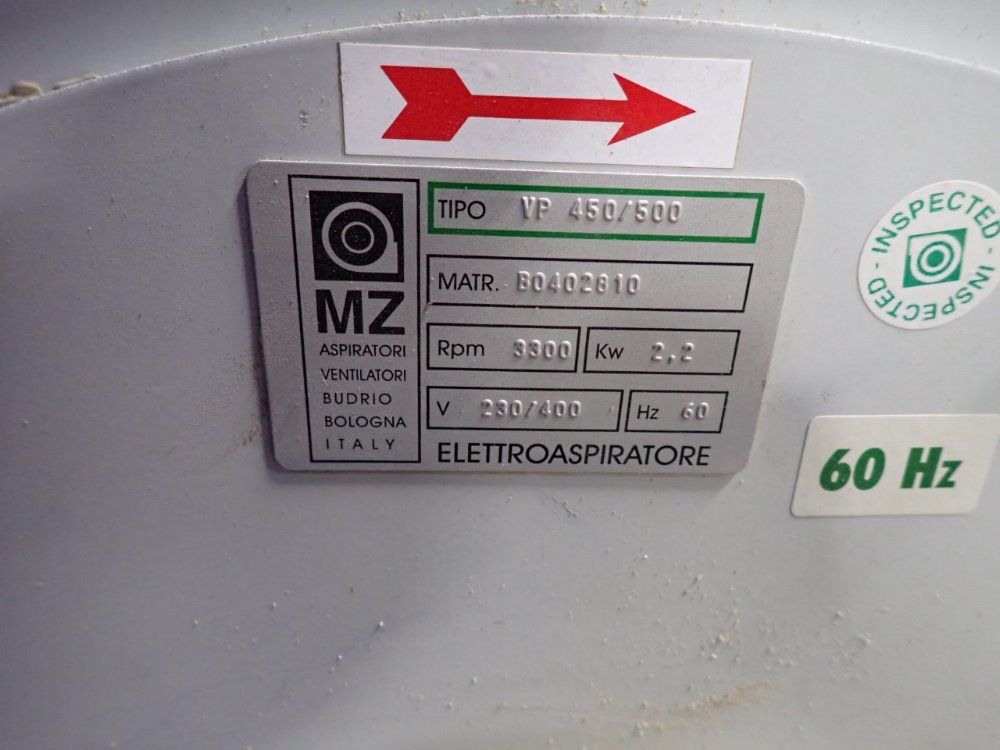 TIPO VP 450/500
MATR. B0402810
Rpm 3300 Kw 2,2
V 230/400 Hz 60
ELETTROASPIRATORE
MZ
ASPIRATORI
VENTILATORI
BUDRIO
BOLOGNA
ITALY
INSPECTED - INSPECTED -
60 Hz